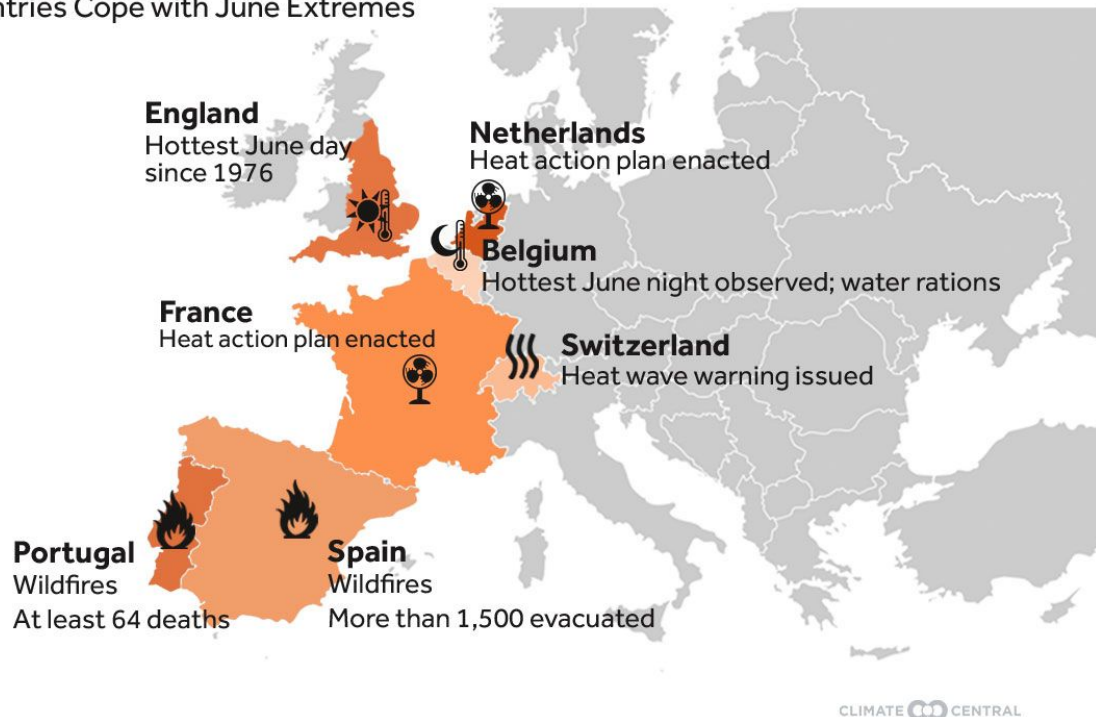 ntries Cope with June Extremes
England
Hottest June day
since 1976
Netherlands
Heat action plan enacted
Belgium
Hottest June night observed; water rations
France
Heat action plan enacted
Switzerland
Heat wave warning issued
Portugal
Wildfires
At least 64 deaths
Spain
Wildfires
More than 1,500 evacuated
CLIMATE CENTRAL